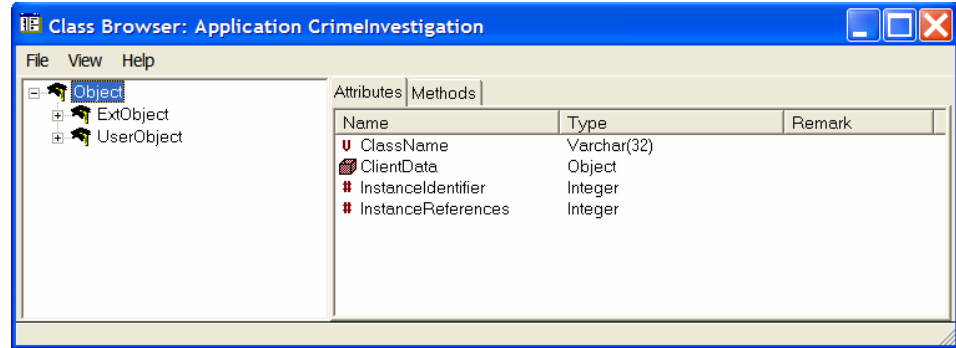 Class Browser: Application CrimeInvestigation
File View Help
Object
ExtObject
UserObject
Attributes Methods
Name Type Remark
ClassName Varchar(32)
ClientData Object
# InstanceIdentifier Integer
# InstanceReferences Integer